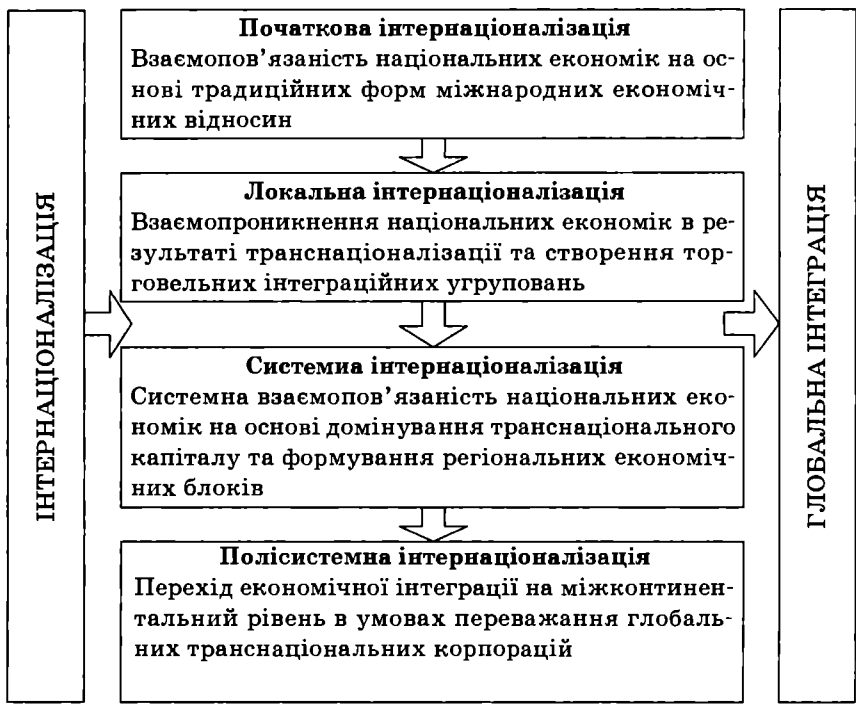 ІНТЕРНАЦІОНАЛІЗАЦІЯ
Початкова інтернаціоналізація
Взаємопов’язаність національних економік на ос-
нові традиційних форм міжнародних економіч-
них відносин
Локальна інтернаціоналізація
Взаємопроникнення національних економік в ре-
зультаті транснаціоналізації та створення тор-
говельних інтеграційних угруповань
Системна інтернаціоналізація
Системна взаємопов’язаність національних еко-
номік на основі домінування транснаціонального
капіталу та формування регіональних економіч-
них блоків
Полісистемна інтернаціоналізація
Перехід економічної інтеграції на міжконтинен-
тальний рівень в умовах переважання глобаль-
них транснаціональних корпорацій
ГЛОБАЛЬНА ІНТЕГРАЦІЯ